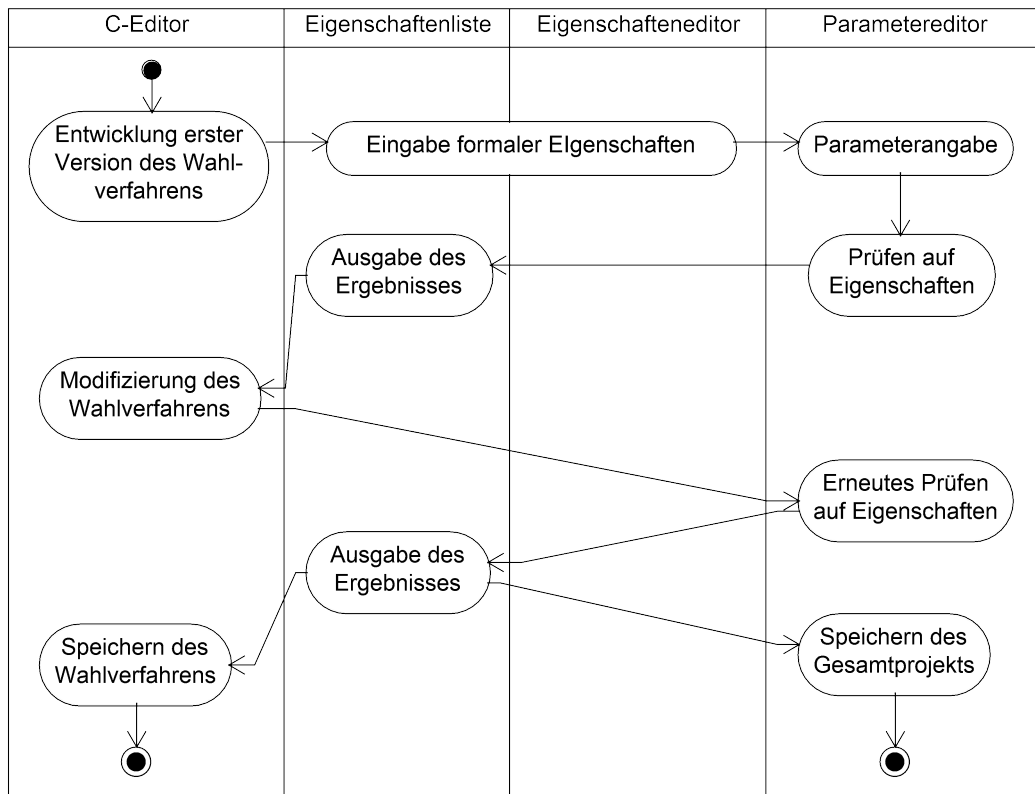 C-Editor
Eigenschaftenliste
Eigenschafteneditor
Parametereditor
Entwicklung erster
Version des Wahl-
verfahrens
Eingabe formaler EIgenschaften
Parameterangabe
Ausgabe des
Ergebnisses
Prüfen auf
Eigenschaften
Modifizierung des
Wahlverfahrens
Erneutes Prüfen
auf Eigenschaften
Ausgabe des
Ergebnisses
Speichern des
Wahlverfahrens
Speichern des
Gesamtprojekts